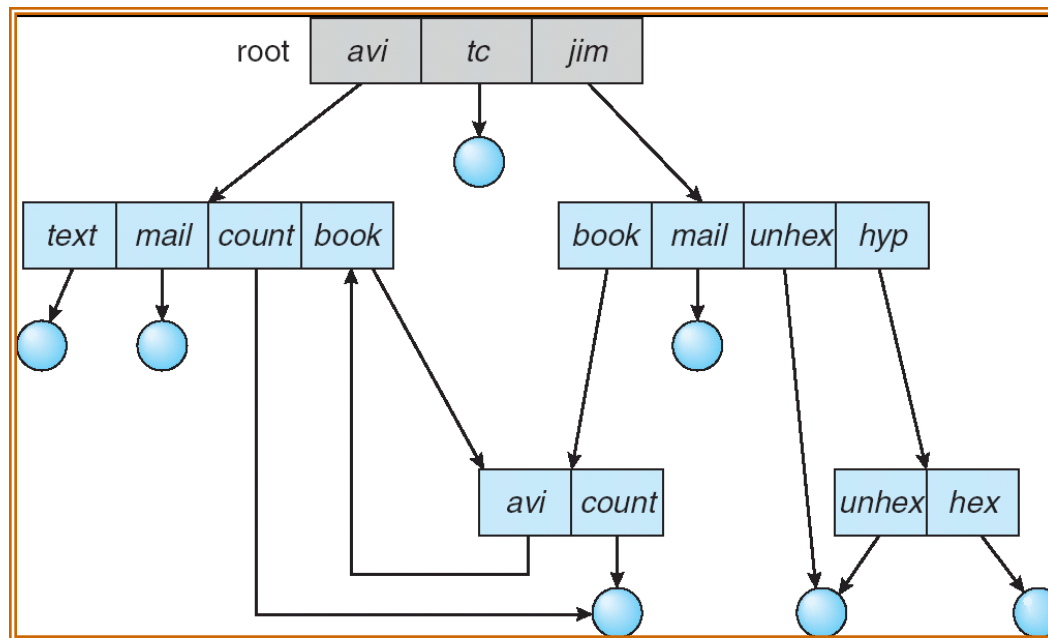 root avi tc jim
text mail count book book mail unhex hyp
avi count unhex hex